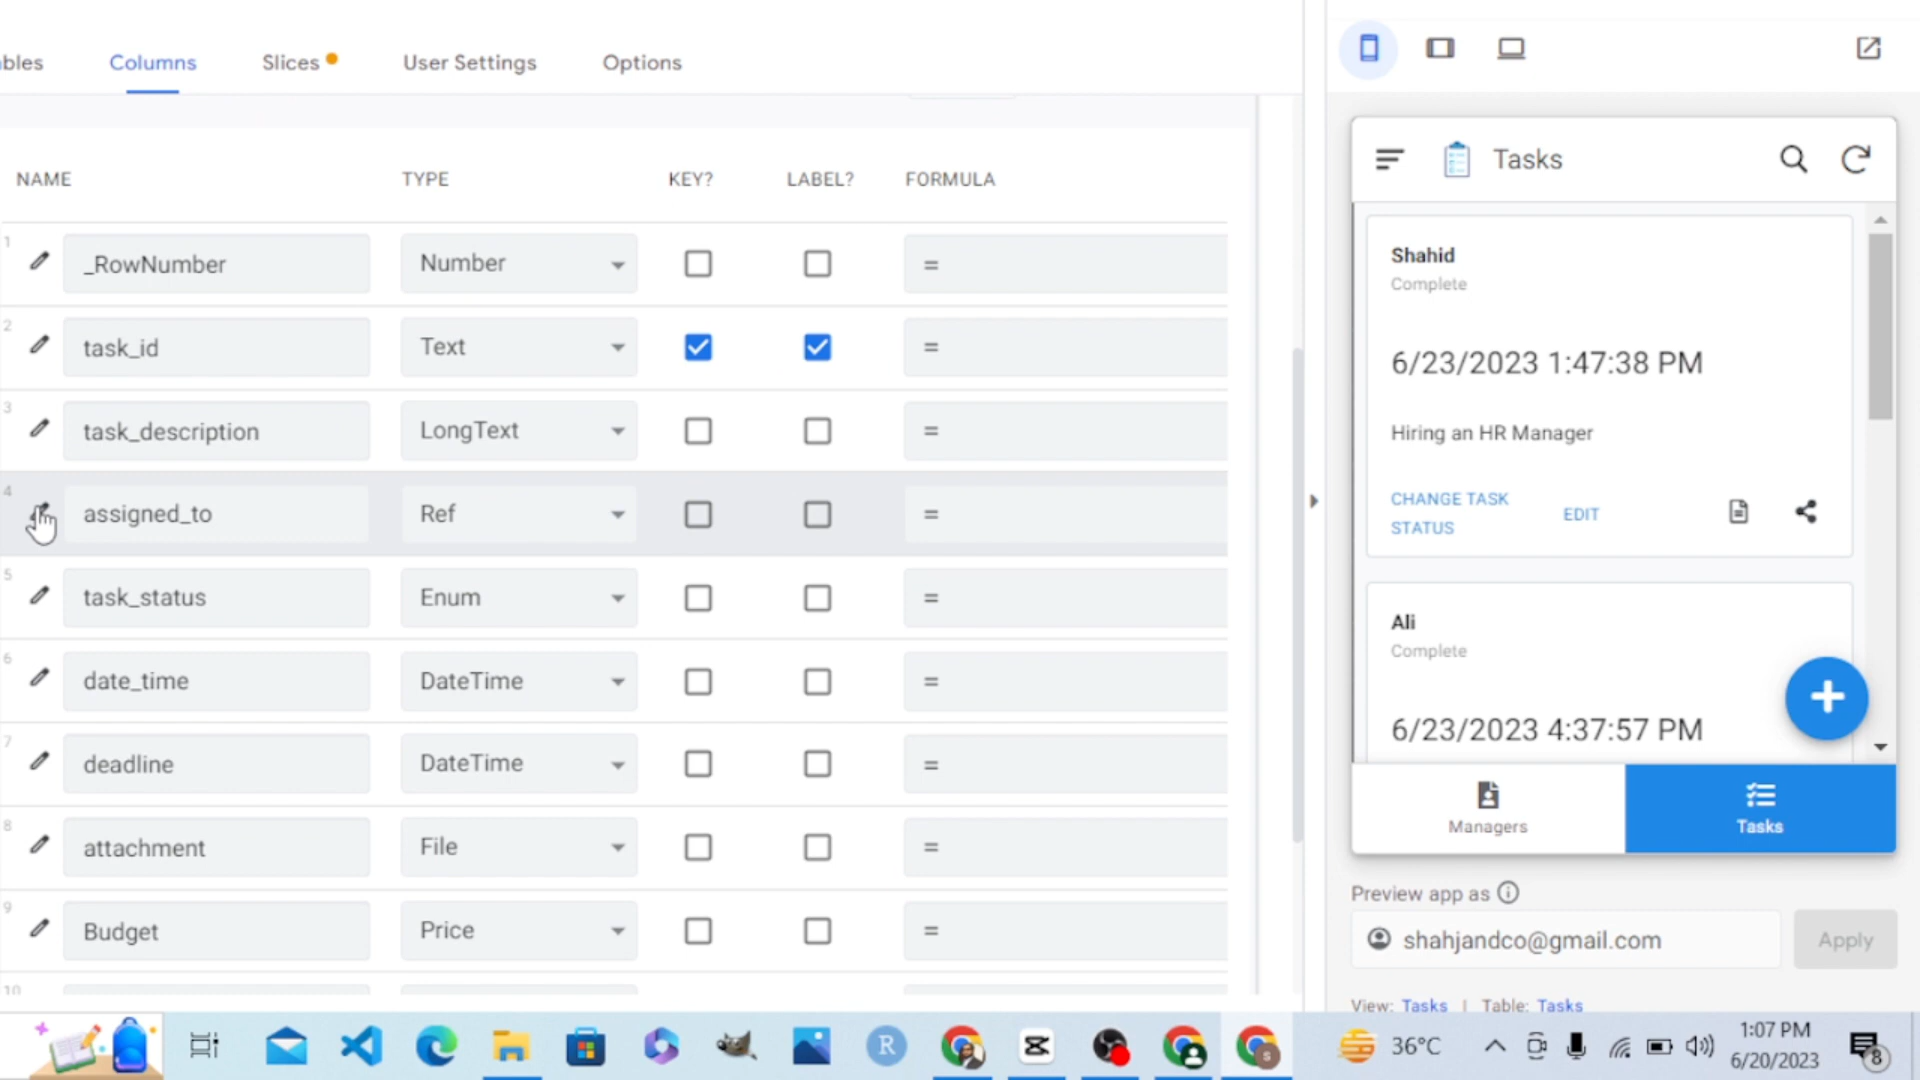 bles
Columns
Slices
User Settings
Options
NAME
TYPE
KEY?
LABEL?
FORMULA
1
_RowNumber
Number
=
2
task_id
Text
=
3
task_description
LongText
=
4
assigned_to
Ref
=
5
task_status
Enum
=
6
date_time
DateTime
=
7
deadline
DateTime
=
8
attachment
File
=
9
Budget
Price
=
10
Tasks
Shahid
Complete
6/23/2023 1:47:38 PM
Hiring an HR Manager
CHANGE TASK
STATUS
EDIT
Ali
Complete
6/23/2023 4:37:57 PM
Managers
Tasks
Preview app as
shahjandco@gmail.com
Apply
View: Tasks | Table: Tasks
R
S
36°C
1:07 PM
6/20/2023
8